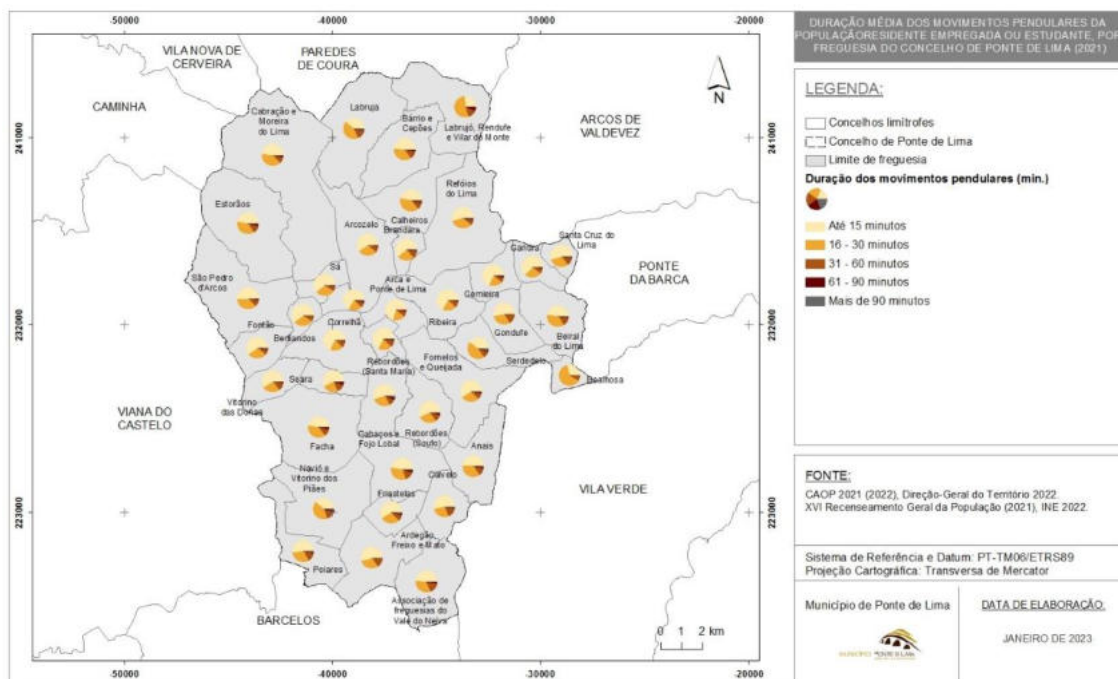 -50000
-40000
-30000
-20000
VILA NOVA DE
CERVEIRA
PAREDES
DE COURA
CAMINHA
ARCOS DE
VALDEVEZ
PONTE
DA BARCA
VIANA DO
CASTELO
VILA VERDE
BARCELOS
N
241000
232000
223000
241000
232000
223000
Cabração e
Moreira
do Lima
Labruja
Bárrio e
Cepões
Labrujó, Rendufe
e Vilar do Monte
Refóios
do Lima
Estorãos
Calheiros
Brandara
Arcozelo
Santa Cruz do
Lima
Gandra
São Pedro
d'Arcos
Sá
Arca e
Ponte de Lima
Gemieira
Fontão
Bertiandos
Correlhã
Ribeira
Gondufe
Beiral
do Lima
Serdedelo
Rebordões
(Santa Maria)
Fornelos
e Queijada
Boalhosa
Seara
Vitorino
das Donas
Facha
Cabaços e
Fojo Lobal
Rebordões
(Souto)
Anais
Navió e
Vitorino dos
Piães
Calvelo
Friastelas
Ardegão,
Freixo e Mato
Poiares
Associação de
freguesias do
Vale do Neiva
0 1 2 km
-50000
-40000
-30000
-20000
DURAÇÃO MÉDIA DOS MOVIMENTOS PENDULARES DA
POPULAÇÃORESIDENTE EMPREGADA OU ESTUDANTE, POR
FREGUESIA DO CONCELHO DE PONTE DE LIMA (2021)
LEGENDA:
Concelhos limítrofes
Concelho de Ponte de Lima
Limite de freguesia
Duração dos movimentos pendulares (min.)
Até 15 minutos
16 - 30 minutos
31 - 60 minutos
61 - 90 minutos
Mais de 90 minutos
FONTE:
CAOP 2021 (2022), Direção-Geral do Território 2022.
XVI Recenseamento Geral da População (2021), INE 2022.
Sistema de Referência e Datum: PT-TM06/ETRS89
Projeção Cartográfica: Transversa de Mercator
Município de Ponte de Lima
MUNICÍPIO PONTE DE LIMA
DATA DE ELABORAÇÃO:
JANEIRO DE 2023